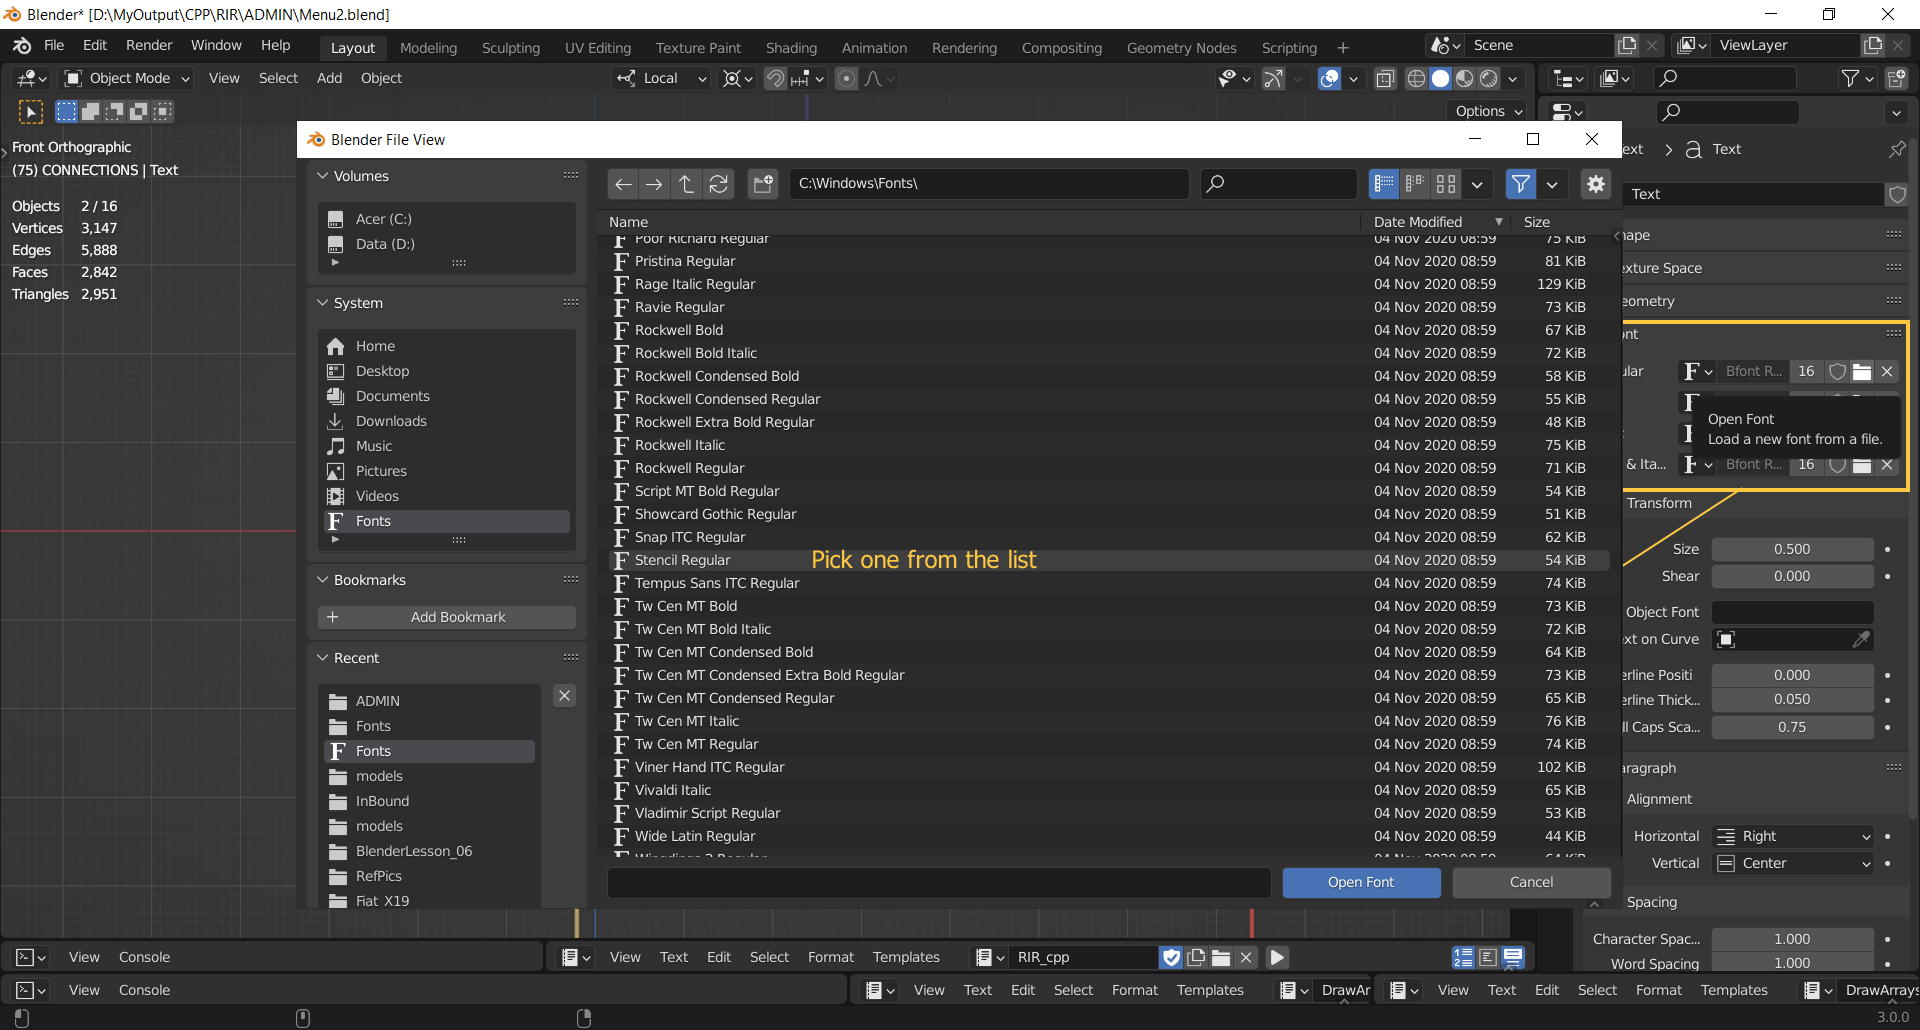 Blender* [D:\MyOutput\CPP\RIR\ADMIN\Menu2.blend]
File Edit Render Window Help
Layout Modeling Sculpting UV Editing Texture Paint Shading Animation Rendering Compositing Geometry Nodes Scripting +
Scene ViewLayer
Object Mode View Select Add Object Local
Options
Front Orthographic
(75) CONNECTIONS | Text
Objects 2 / 16
Vertices 3,147
Edges 5,888
Faces 2,842
Triangles 2,951
Blender File View
Volumes
Acer (C:)
Data (D:)
System
Home
Desktop
Documents
Downloads
Music
Pictures
Videos
Fonts
Bookmarks
Add Bookmark
Recent
ADMIN
Fonts
Fonts
models
InBound
models
BlenderLesson_06
RefPics
Fiat_X19
C:\Windows\Fonts\
Name Date Modified Size
Poor Richard Regular 04 Nov 2020 08:59 75 KiB
Pristina Regular 04 Nov 2020 08:59 81 KiB
Rage Italic Regular 04 Nov 2020 08:59 129 KiB
Ravie Regular 04 Nov 2020 08:59 73 KiB
Rockwell Bold 04 Nov 2020 08:59 67 KiB
Rockwell Bold Italic 04 Nov 2020 08:59 72 KiB
Rockwell Condensed Bold 04 Nov 2020 08:59 58 KiB
Rockwell Condensed Regular 04 Nov 2020 08:59 55 KiB
Rockwell Extra Bold Regular 04 Nov 2020 08:59 48 KiB
Rockwell Italic 04 Nov 2020 08:59 75 KiB
Rockwell Regular 04 Nov 2020 08:59 71 KiB
Script MT Bold Regular 04 Nov 2020 08:59 54 KiB
Showcard Gothic Regular 04 Nov 2020 08:59 51 KiB
Snap ITC Regular 04 Nov 2020 08:59 62 KiB
Stencil Regular Pick one from the list 04 Nov 2020 08:59 54 KiB
Tempus Sans ITC Regular 04 Nov 2020 08:59 74 KiB
Tw Cen MT Bold 04 Nov 2020 08:59 73 KiB
Tw Cen MT Bold Italic 04 Nov 2020 08:59 72 KiB
Tw Cen MT Condensed Bold 04 Nov 2020 08:59 64 KiB
Tw Cen MT Condensed Extra Bold Regular 04 Nov 2020 08:59 73 KiB
Tw Cen MT Condensed Regular 04 Nov 2020 08:59 65 KiB
Tw Cen MT Italic 04 Nov 2020 08:59 76 KiB
Tw Cen MT Regular 04 Nov 2020 08:59 74 KiB
Viner Hand ITC Regular 04 Nov 2020 08:59 102 KiB
Vivaldi Italic 04 Nov 2020 08:59 65 KiB
Vladimir Script Regular 04 Nov 2020 08:59 53 KiB
Wide Latin Regular 04 Nov 2020 08:59 44 KiB
Open Font Cancel
ext > Text
Text
hape
exture Space
eometry
ont
ular Bfont R... 16
Open Font
Load a new font from a file.
& Ita... Bfont R... 16
Transform
Size 0.500
Shear 0.000
Object Font
ext on Curve
erline Positi 0.000
erline Thick... 0.050
ll Caps Sca... 0.75
aragraph
Alignment
Horizontal Right
Vertical Center
Spacing
Character Spac... 1.000
Word Spacing 1.000
View Console View Text Edit Select Format Templates RIR_cpp
View Console View Text Edit Select Format Templates DrawAr View Text Edit Select Format Templates DrawArrays
3.0.0